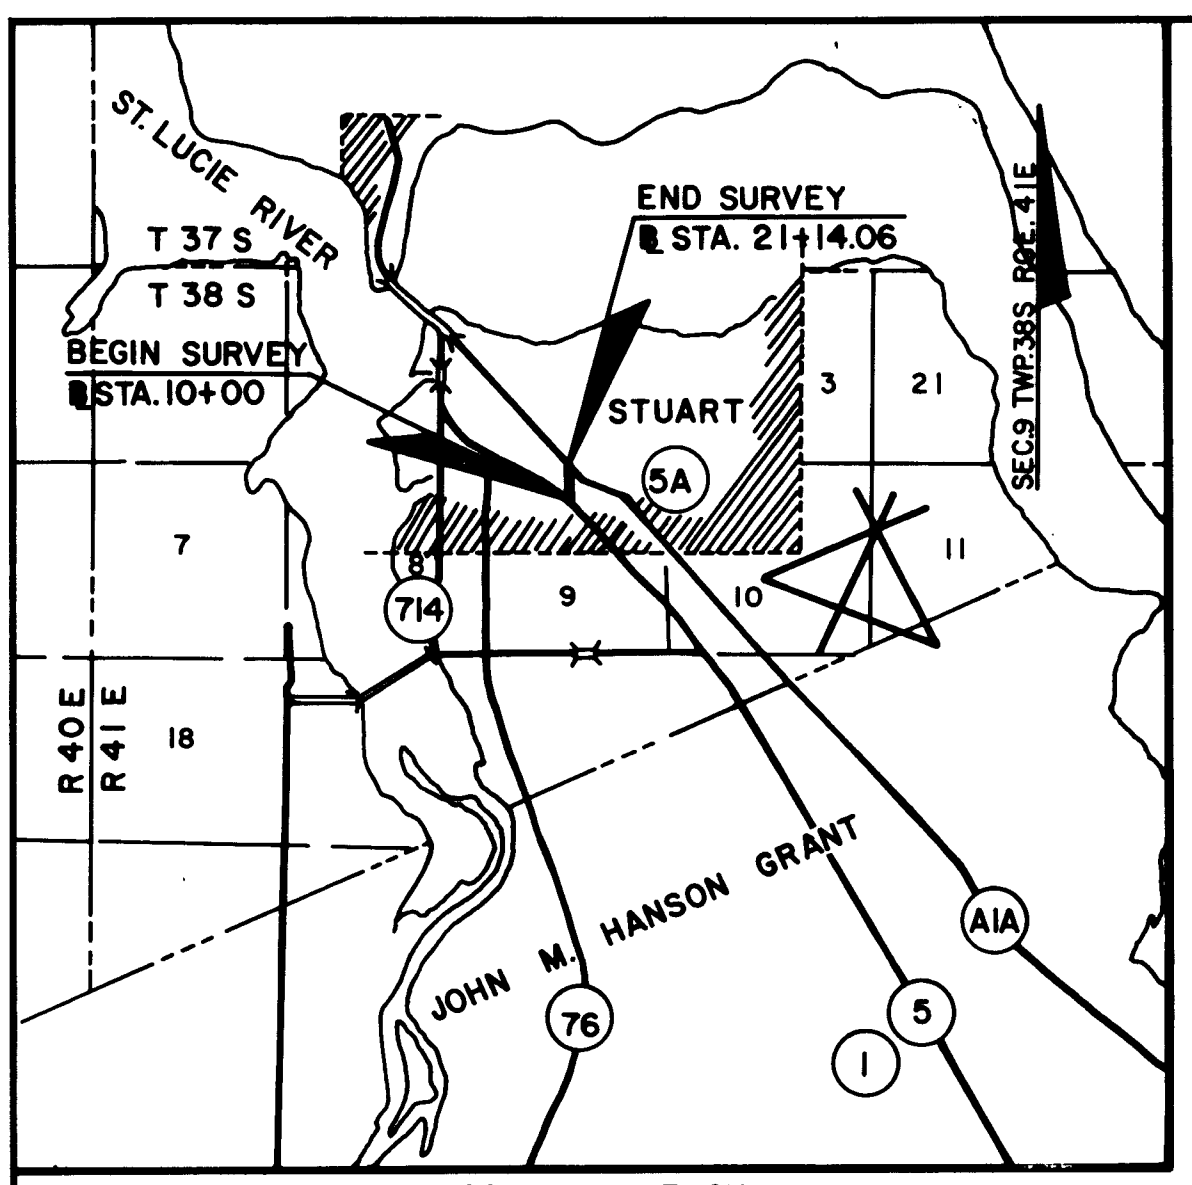 ST. LUCIE RIVER
T 37 S
T 38 S
END SURVEY
℄ STA. 21+14.06
BEGIN SURVEY
STA. 10+00
STUART
5A
3
21
SEC.9 TWP.38S RGE. 41E
7
8
714
9
10
11
R 40 E
R 41 E
18
JOHN M. HANSON GRANT
A1A
76
5
1